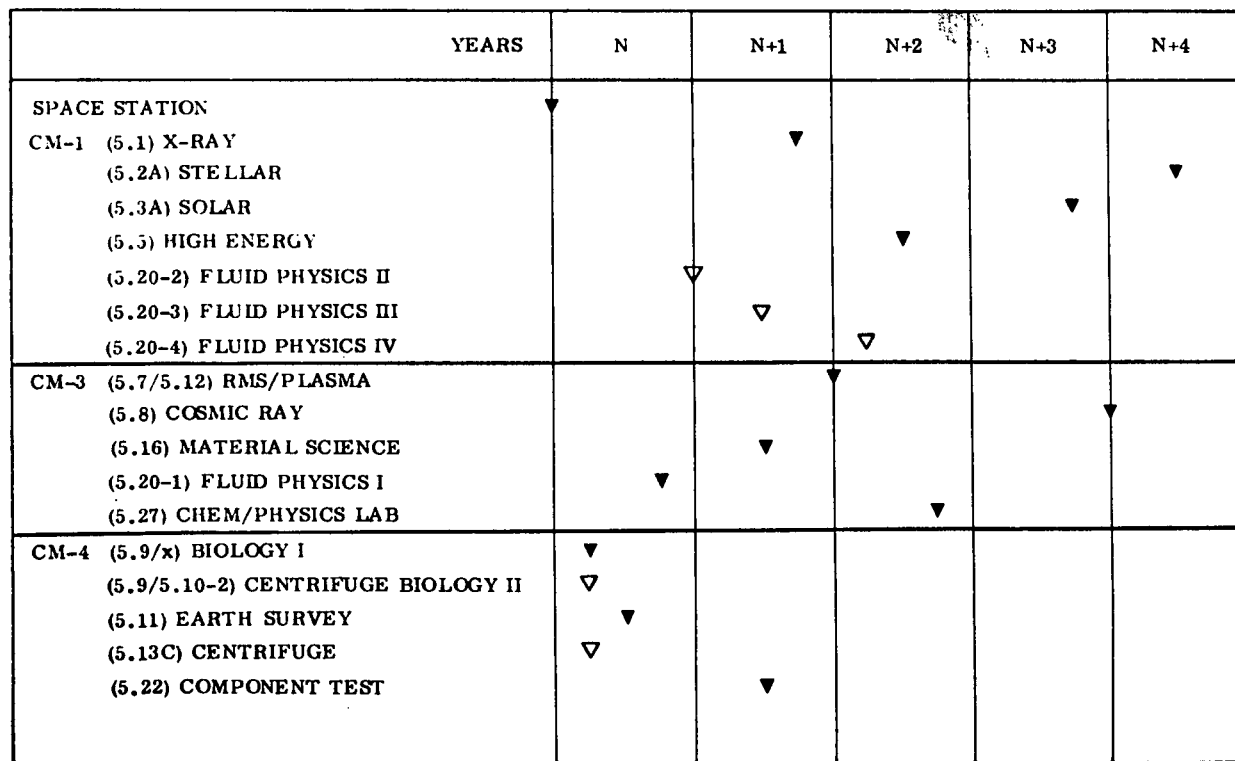 YEARS N N+1 N+2 N+3 N+4
SPACE STATION
CM-1 (5.1) X-RAY
(5.2A) STELLAR
(5.3A) SOLAR
(5.5) HIGH ENERGY
(5.20-2) FLUID PHYSICS II
(5.20-3) FLUID PHYSICS III
(5.20-4) FLUID PHYSICS IV
CM-3 (5.7/5.12) RMS/PLASMA
(5.8) COSMIC RAY
(5.16) MATERIAL SCIENCE
(5.20-1) FLUID PHYSICS I
(5.27) CHEM/PHYSICS LAB
CM-4 (5.9/x) BIOLOGY I
(5.9/5.10-2) CENTRIFUGE BIOLOGY II
(5.11) EARTH SURVEY
(5.13C) CENTRIFUGE
(5.22) COMPONENT TEST